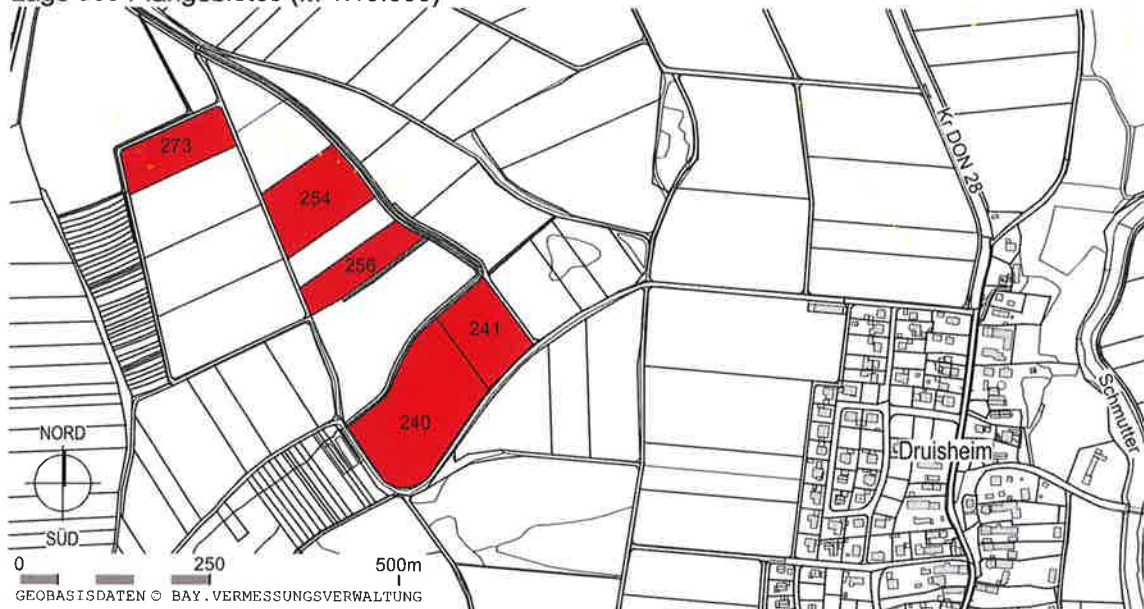 Kr DON 28
273
254
256
241
240
NORD
SÜD
Druisheim
Schmutter
0 250 500m
GEOBASISDATEN © BAY.VERMESSUNGSVERWALTUNG